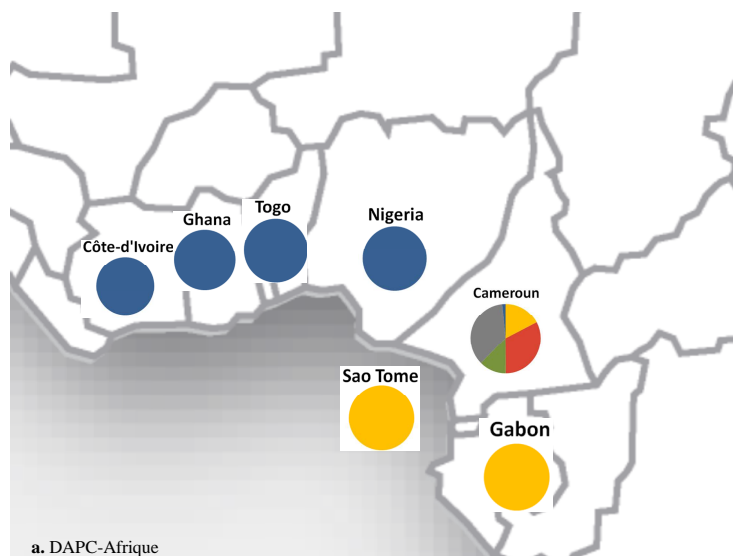 Togo
Nigeria
Ghana
Côte-d'Ivoire
Cameroun
Sao Tome
Gabon
a. DAPC-Afrique